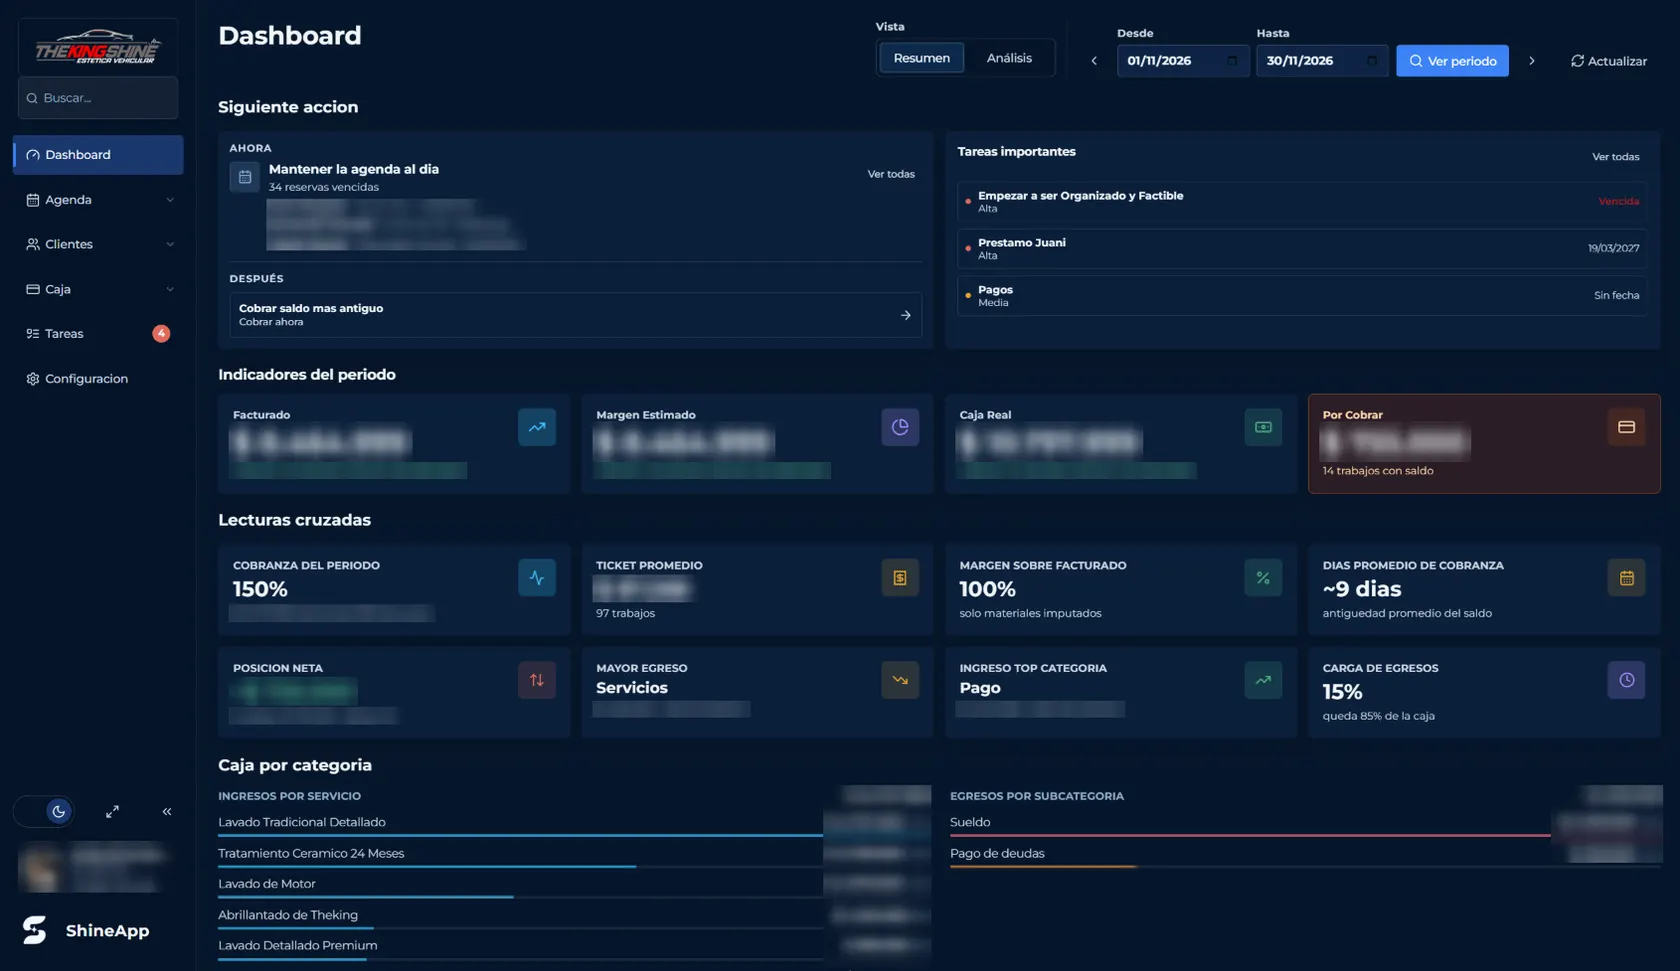 THEKINGSHINE
ESTETICA VEHICULAR
Buscar...
Dashboard
Agenda
Clientes
Caja
Tareas
4
Configuracion
ShineApp
Dashboard
Vista
Resumen
Análisis
Desde
01/11/2026
Hasta
30/11/2026
Ver periodo
Actualizar
Siguiente accion
AHORA
Mantener la agenda al dia
34 reservas vencidas
Ver todas
DESPUÉS
Cobrar saldo mas antiguo
Cobrar ahora
Tareas importantes
Ver todas
Empezar a ser Organizado y Factible
Alta
Vencida
Prestamo Juani
Alta
19/03/2027
Pagos
Media
Sin fecha
Indicadores del periodo
Facturado
Margen Estimado
Caja Real
Por Cobrar
14 trabajos con saldo
Lecturas cruzadas
COBRANZA DEL PERIODO
150%
TICKET PROMEDIO
97 trabajos
MARGEN SOBRE FACTURADO
100%
solo materiales imputados
DIAS PROMEDIO DE COBRANZA
~9 dias
antiguedad promedio del saldo
POSICION NETA
MAYOR EGRESO
Servicios
INGRESO TOP CATEGORIA
Pago
CARGA DE EGRESOS
15%
queda 85% de la caja
Caja por categoria
INGRESOS POR SERVICIO
Lavado Tradicional Detallado
Tratamiento Ceramico 24 Meses
Lavado de Motor
Abrillantado de Theking
Lavado Detallado Premium
EGRESOS POR SUBCATEGORIA
Sueldo
Pago de deudas